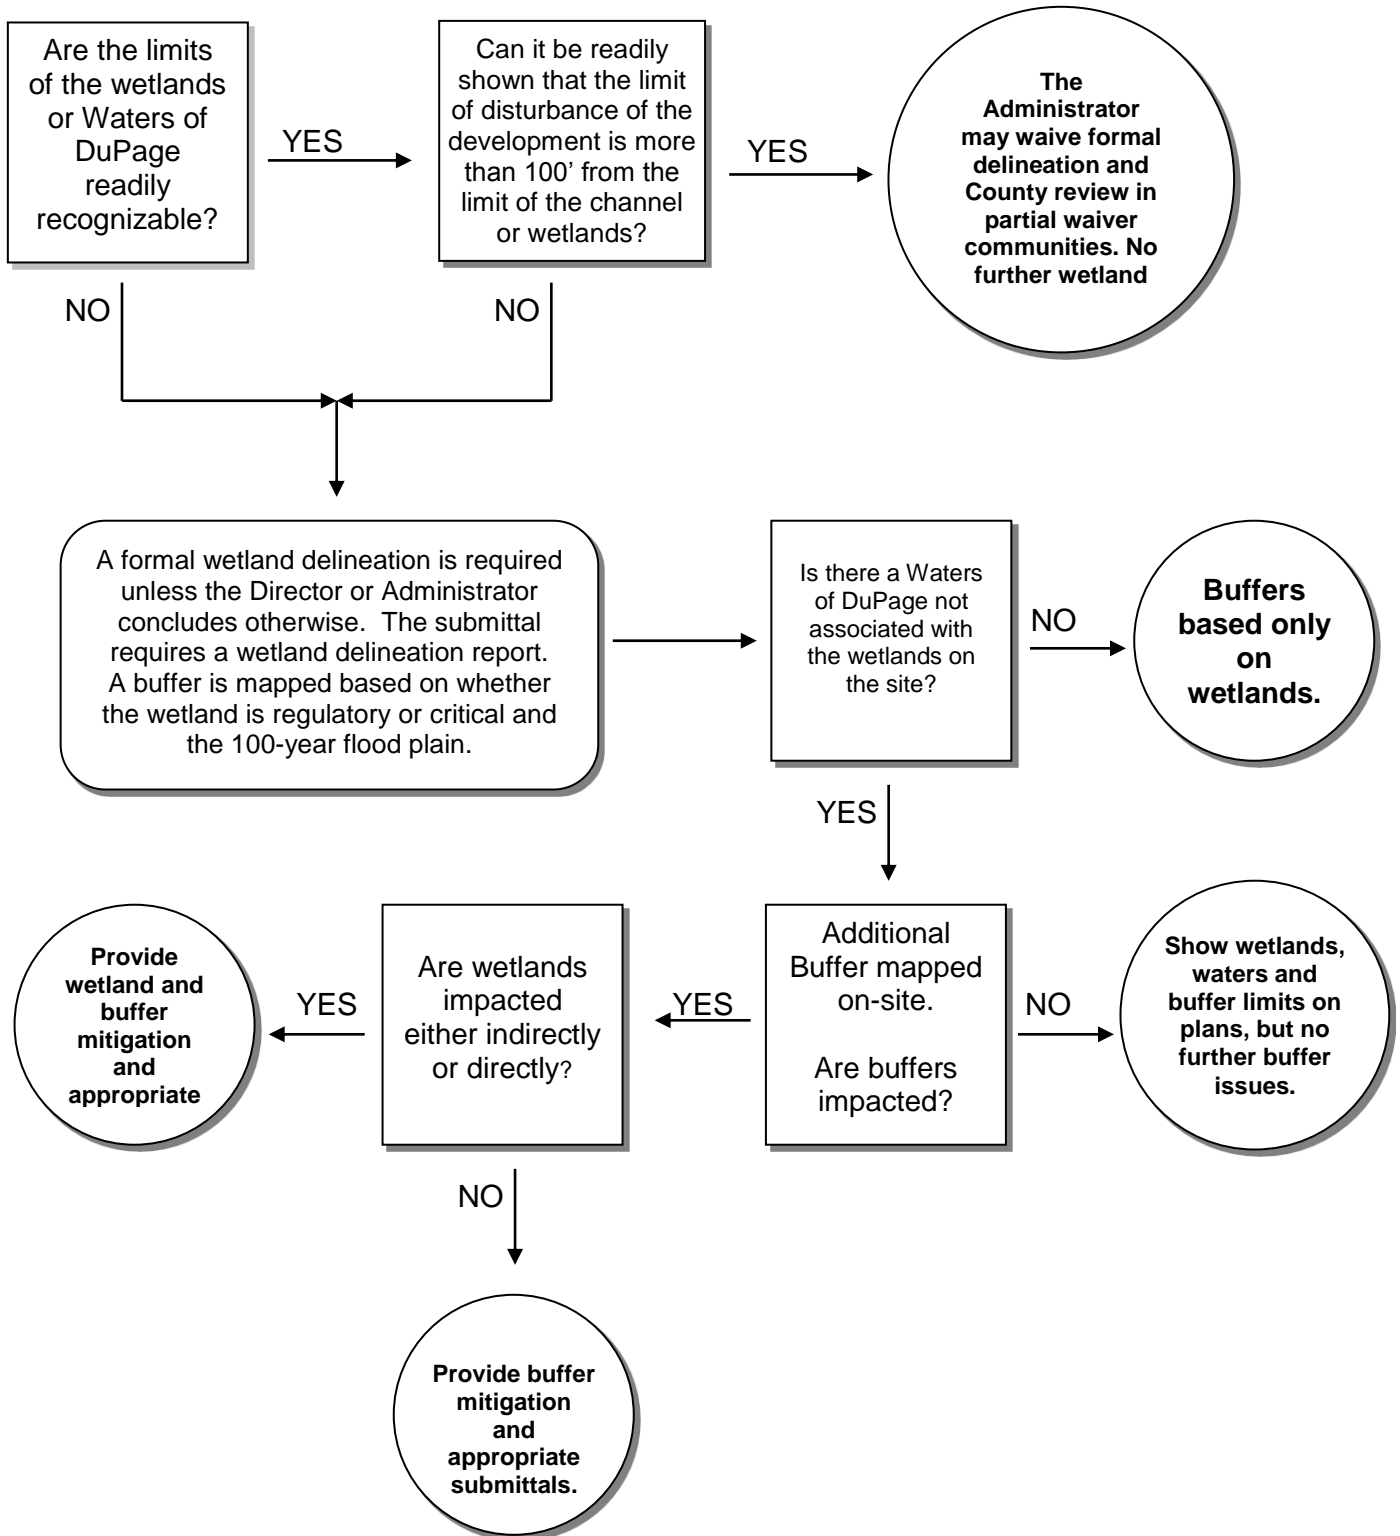 Are the limits
of the wetlands
or Waters of
DuPage
readily
recognizable?
YES
Can it be readily
shown that the limit
of disturbance of the
development is more
than 100’ from the
limit of the channel
or wetlands?
YES
The
Administrator
may waive formal
delineation and
County review in
partial waiver
communities. No
further wetland
NO
NO
A formal wetland delineation is required
unless the Director or Administrator
concludes otherwise.  The submittal
requires a wetland delineation report.
A buffer is mapped based on whether
the wetland is regulatory or critical and
the 100-year flood plain.
Is there a Waters
of DuPage not
associated with
the wetlands on
the site?
NO
Buffers
based only
on
wetlands.
YES
Provide
wetland and
buffer
mitigation
and
appropriate
YES
Are wetlands
impacted
either indirectly
or directly?
YES
Additional
Buffer mapped
on-site.
Are buffers
impacted?
NO
Show wetlands,
waters and
buffer limits on
plans, but no
further buffer
issues.
NO
Provide buffer
mitigation
and
appropriate
submittals.